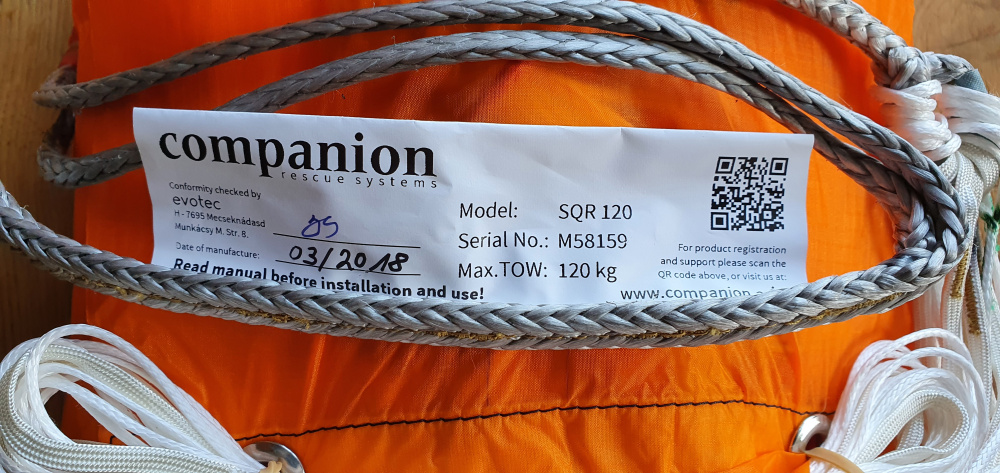 companion
rescue systems
Conformity checked by
evotec
H - 7695 Mecseknádasd
Munkácsy M. Str. 8.
Date of manufacture: 03/2018
Read manual before installation and use!
Model: SQR 120
Serial No.: M58159
Max.TOW: 120 kg
For product registration
and support please scan the
QR code above, or visit us at:
www.companion